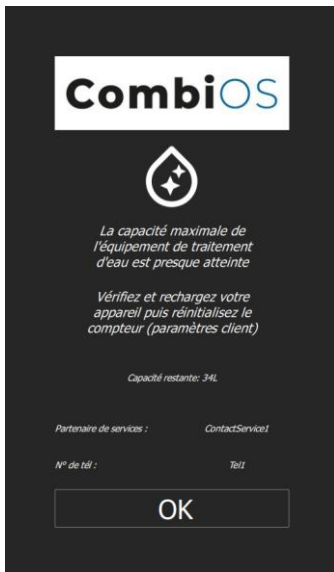 CombiOS
La capacité maximale de
l'équipement de traitement
d'eau est presque atteinte
Vérifiez et rechargez votre
appareil puis réinitialisez le
compteur (paramètres client)
Capacité restante: 34L
Partenaire de services : ContactService1
N° de tél : Tel1
OK